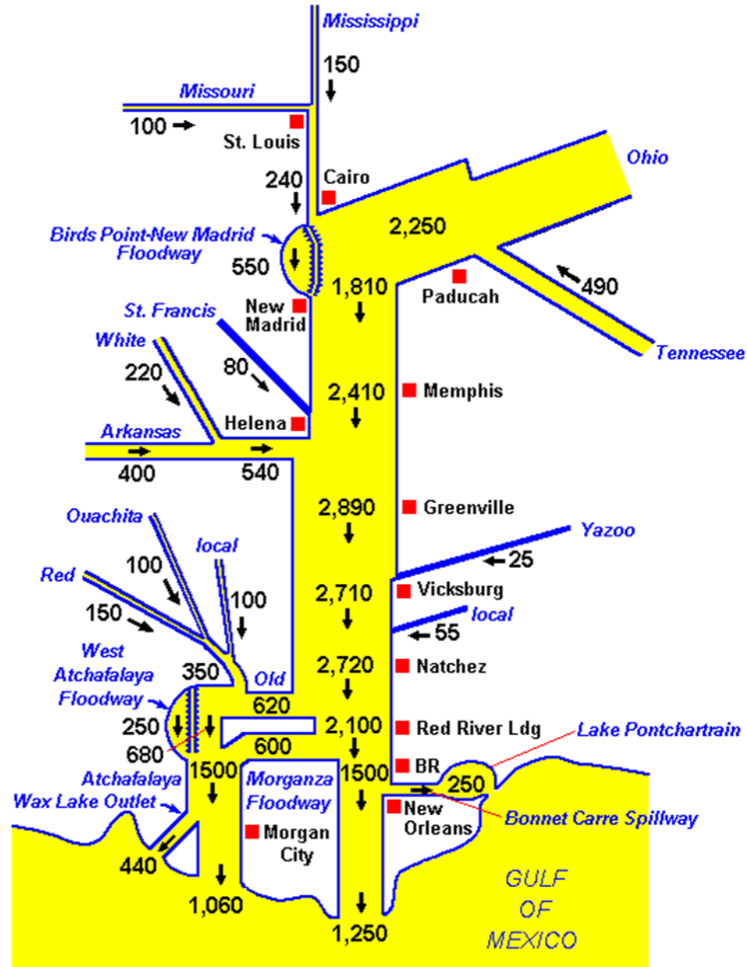 Mississippi
150
Missouri
100
St. Louis
240
Cairo
Ohio
2,250
Birds Point-New Madrid
Floodway
550
1,810
Paducah
490
Tennessee
New
Madrid
St. Francis
White
80
220
2,410
Memphis
Helena
Arkansas
400
540
2,890
Greenville
Ouachita
local
Yazoo
25
Red
100
150
100
2,710
Vicksburg
local
55
West
Atchafalaya
Floodway
350
Old
2,720
Natchez
620
250
680
2,100
Red River Ldg
Lake Pontchartrain
600
1500
1500
BR
250
Atchafalaya
Wax Lake Outlet
Morganza
Floodway
New
Orleans
Bonnet Carre Spillway
Morgan
City
440
1,060
1,250
GULF
OF
MEXICO